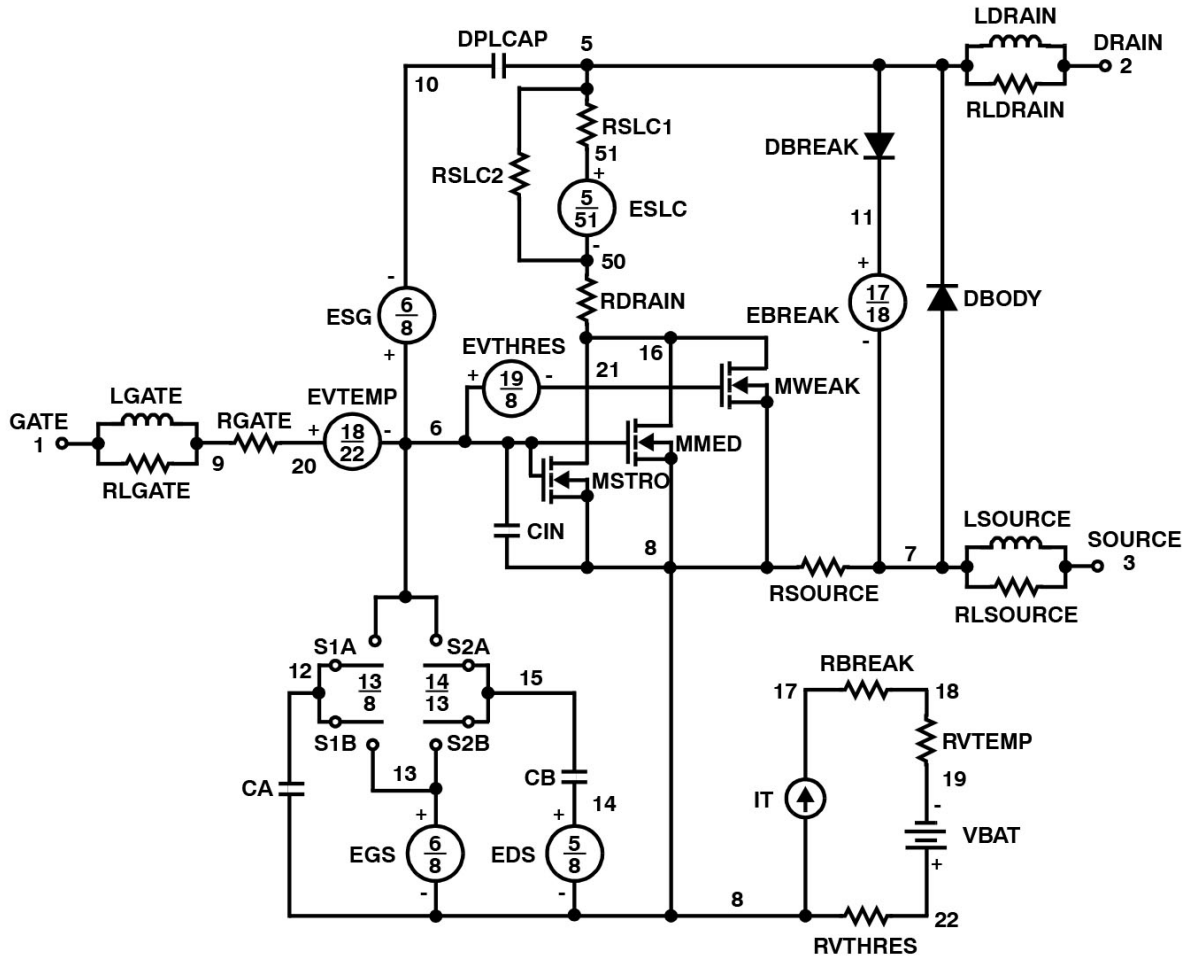 LDRAIN
DPLCAP
5
DRAIN
2
10
RLDRAIN
RSLC1
51
+
RSLC2
5
51
ESLC
-
50
DBREAK
11
+
17
18
EBREAK
-
DBODY
-
ESG
6
8
+
RDRAIN
EVTHRES
+
19
8
-
16
21
MWEAK
LGATE
GATE
1
RLGATE
9
RGATE
20
EVTEMP
+
18
22
-
6
MMED
MSTRO
CIN
8
LSOURCE
7
SOURCE
3
RSOURCE
RLSOURCE
S1A
S2A
12
13
8
14
13
15
S1B
S2B
13
CA
CB
14
+
EGS
6
8
-
+
EDS
5
8
-
8
RBREAK
17
18
RVTEMP
19
IT
-
VBAT
+
22
RVTHRES